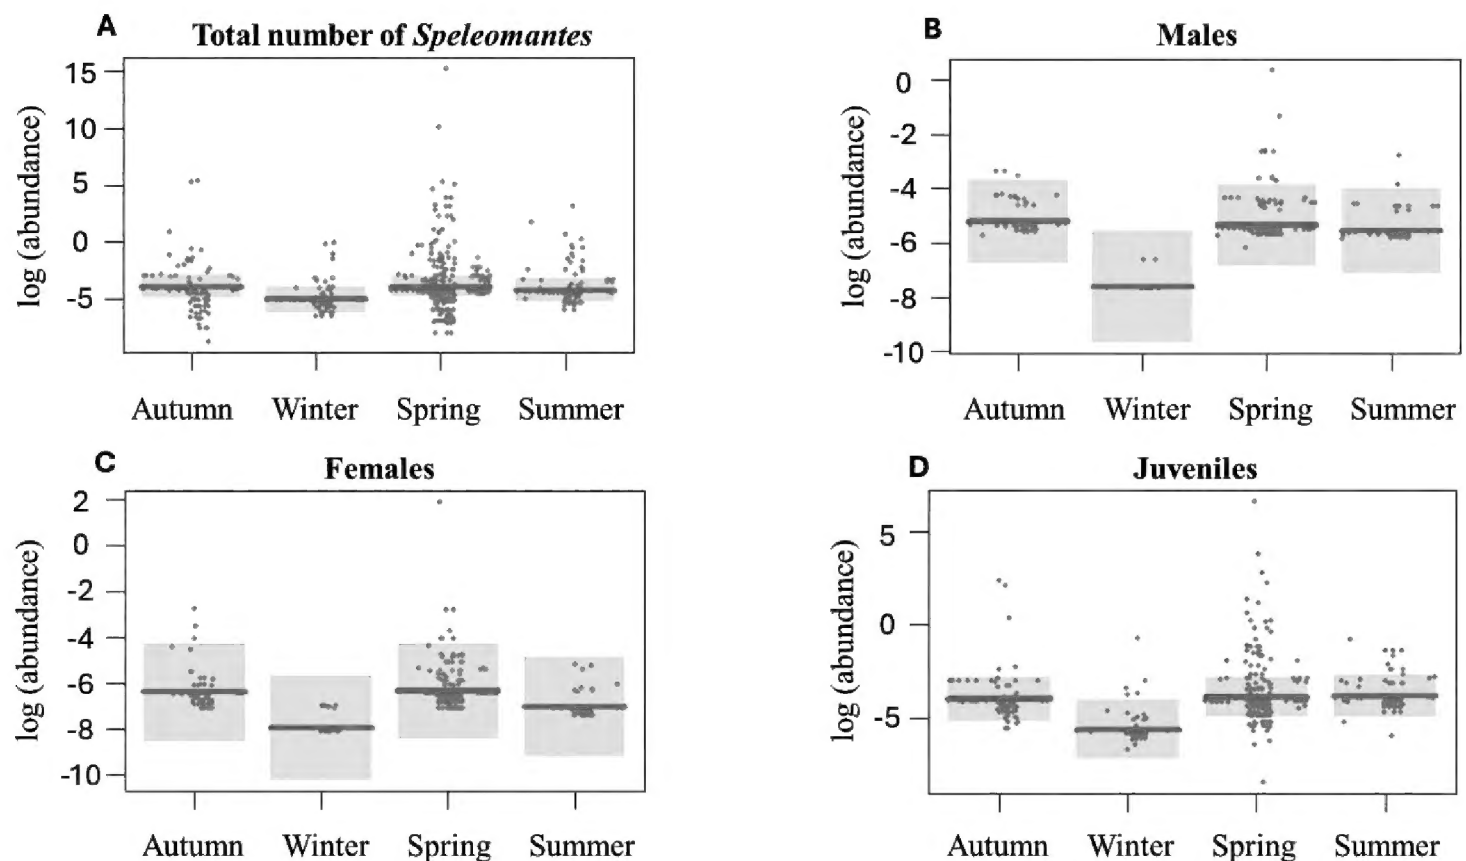 A
Total number of Speleomantes
log (abundance)
15
10
5
0
-5
Autumn Winter Spring Summer
B
Males
log (abundance)
0
-2
-4
-6
-8
-10
Autumn Winter Spring Summer
C
Females
log (abundance)
2
0
-2
-4
-6
-8
-10
Autumn Winter Spring Summer
D
Juveniles
log (abundance)
5
0
-5
Autumn Winter Spring Summer